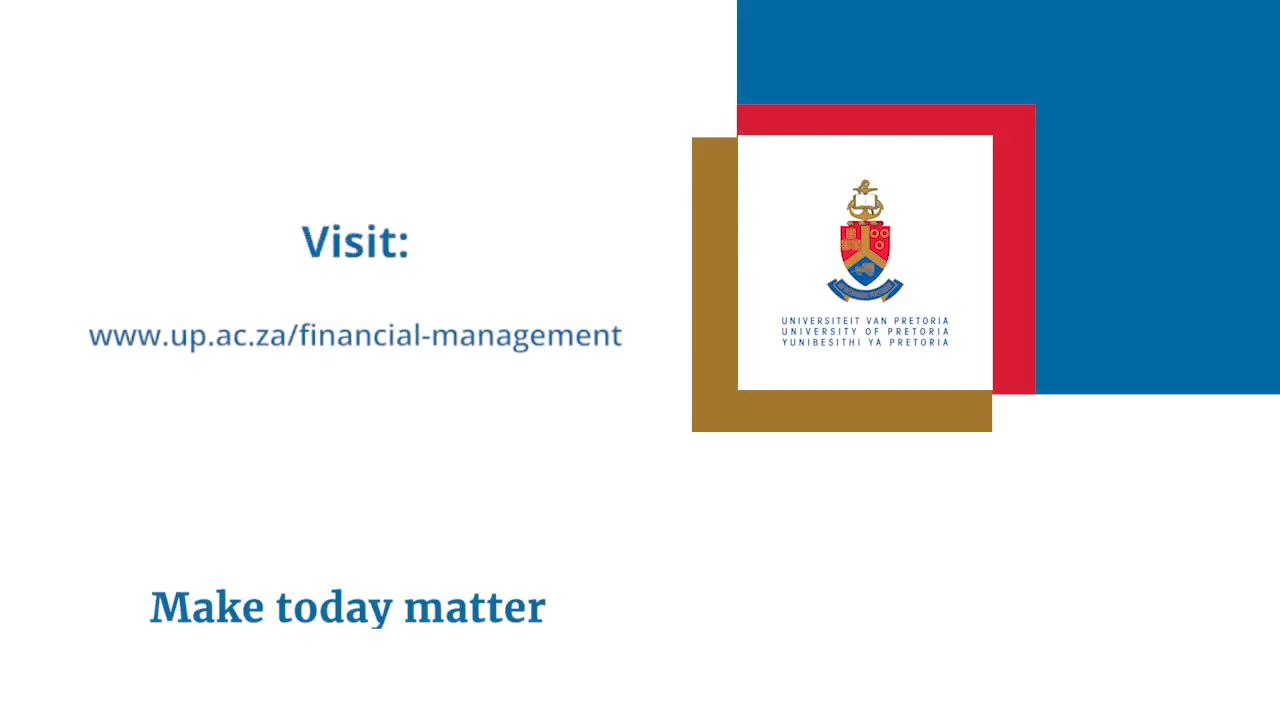 Visit:
www.up.ac.za/financial-management
UNIVERSITEIT VAN PRETORIA
UNIVERSITY OF PRETORIA
YUNIBESITHI YA PRETORIA
Make today matter